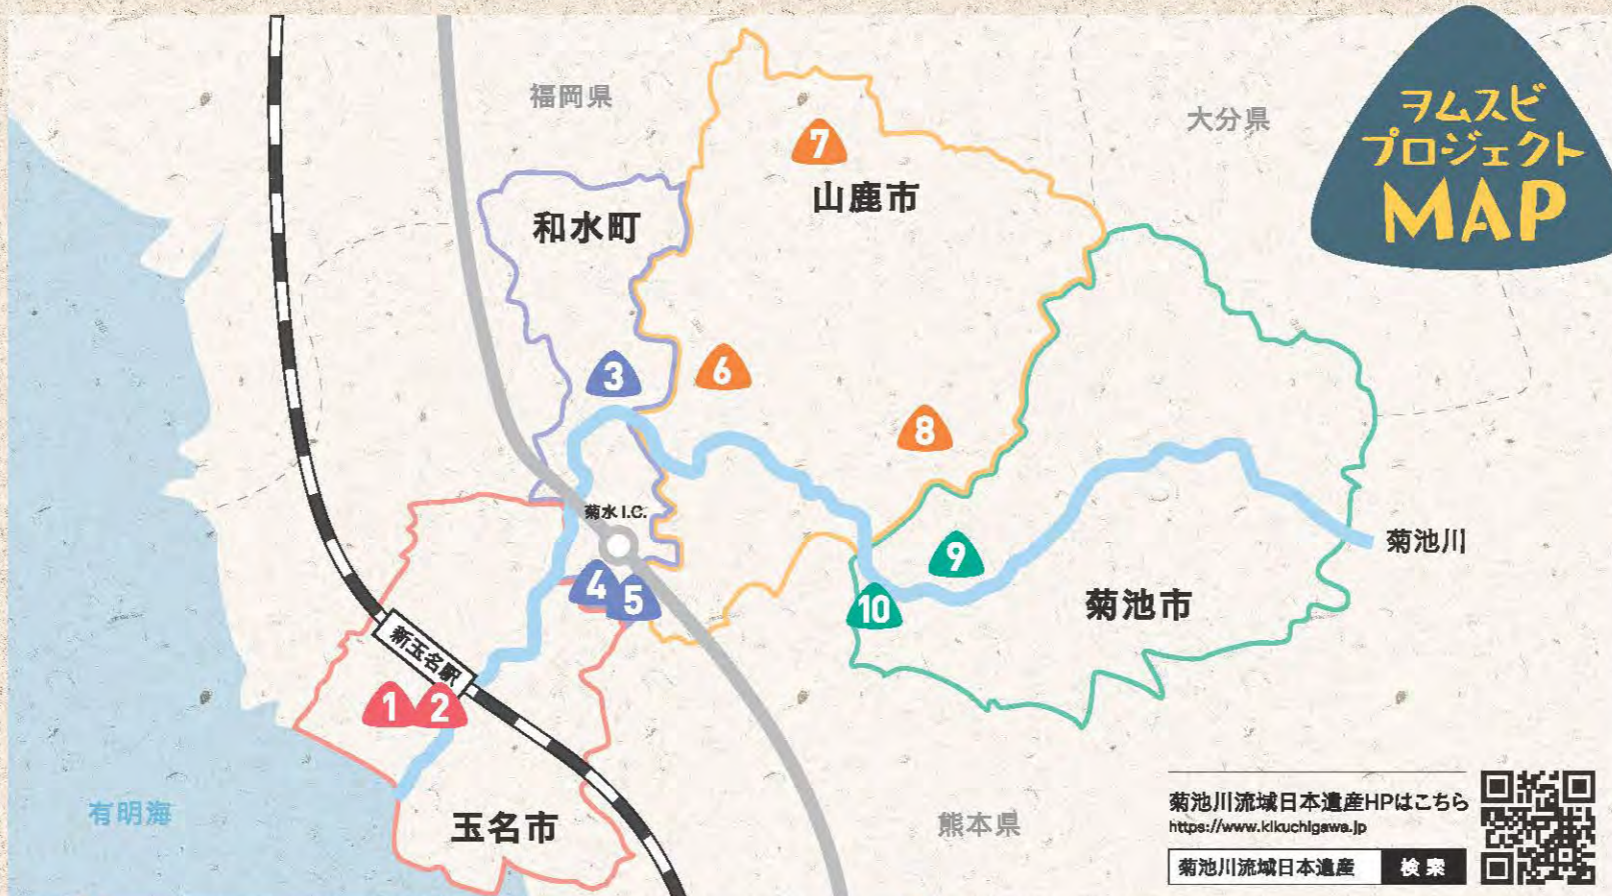 ヲムスビ
プロジェクト
MAP
福岡県
大分県
7
山鹿市
和水町
3
6
8
菊水 I.C.
菊池川
9
4
5
10
菊池市
新玉名駅
1
2
有明海
玉名市
熊本県
菊池川流域日本遺産HPはこちら
https://www.kikuchigawa.jp
菊池川流域日本遺産 検索